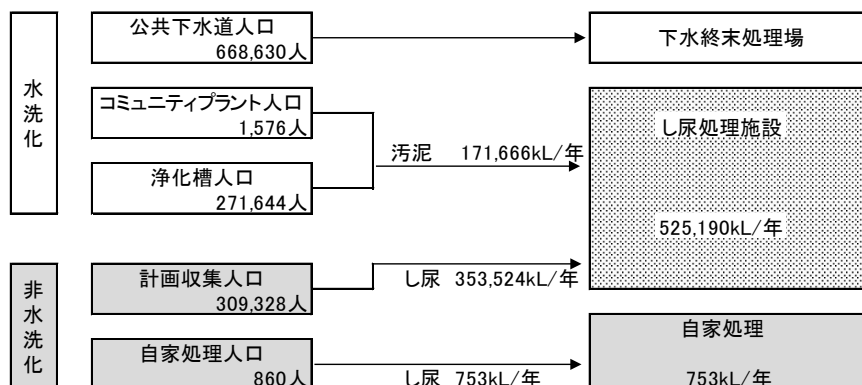 水洗化
公共下水道人口
668,630人
下水終末処理場
コミュニティプラント人口
1,576人
浄化槽人口
271,644人
汚泥 171,666kL/年
し尿処理施設
525,190kL/年
非水洗化
計画収集人口
309,328人
し尿 353,524kL/年
自家処理人口
860人
し尿 753kL/年
自家処理
753kL/年